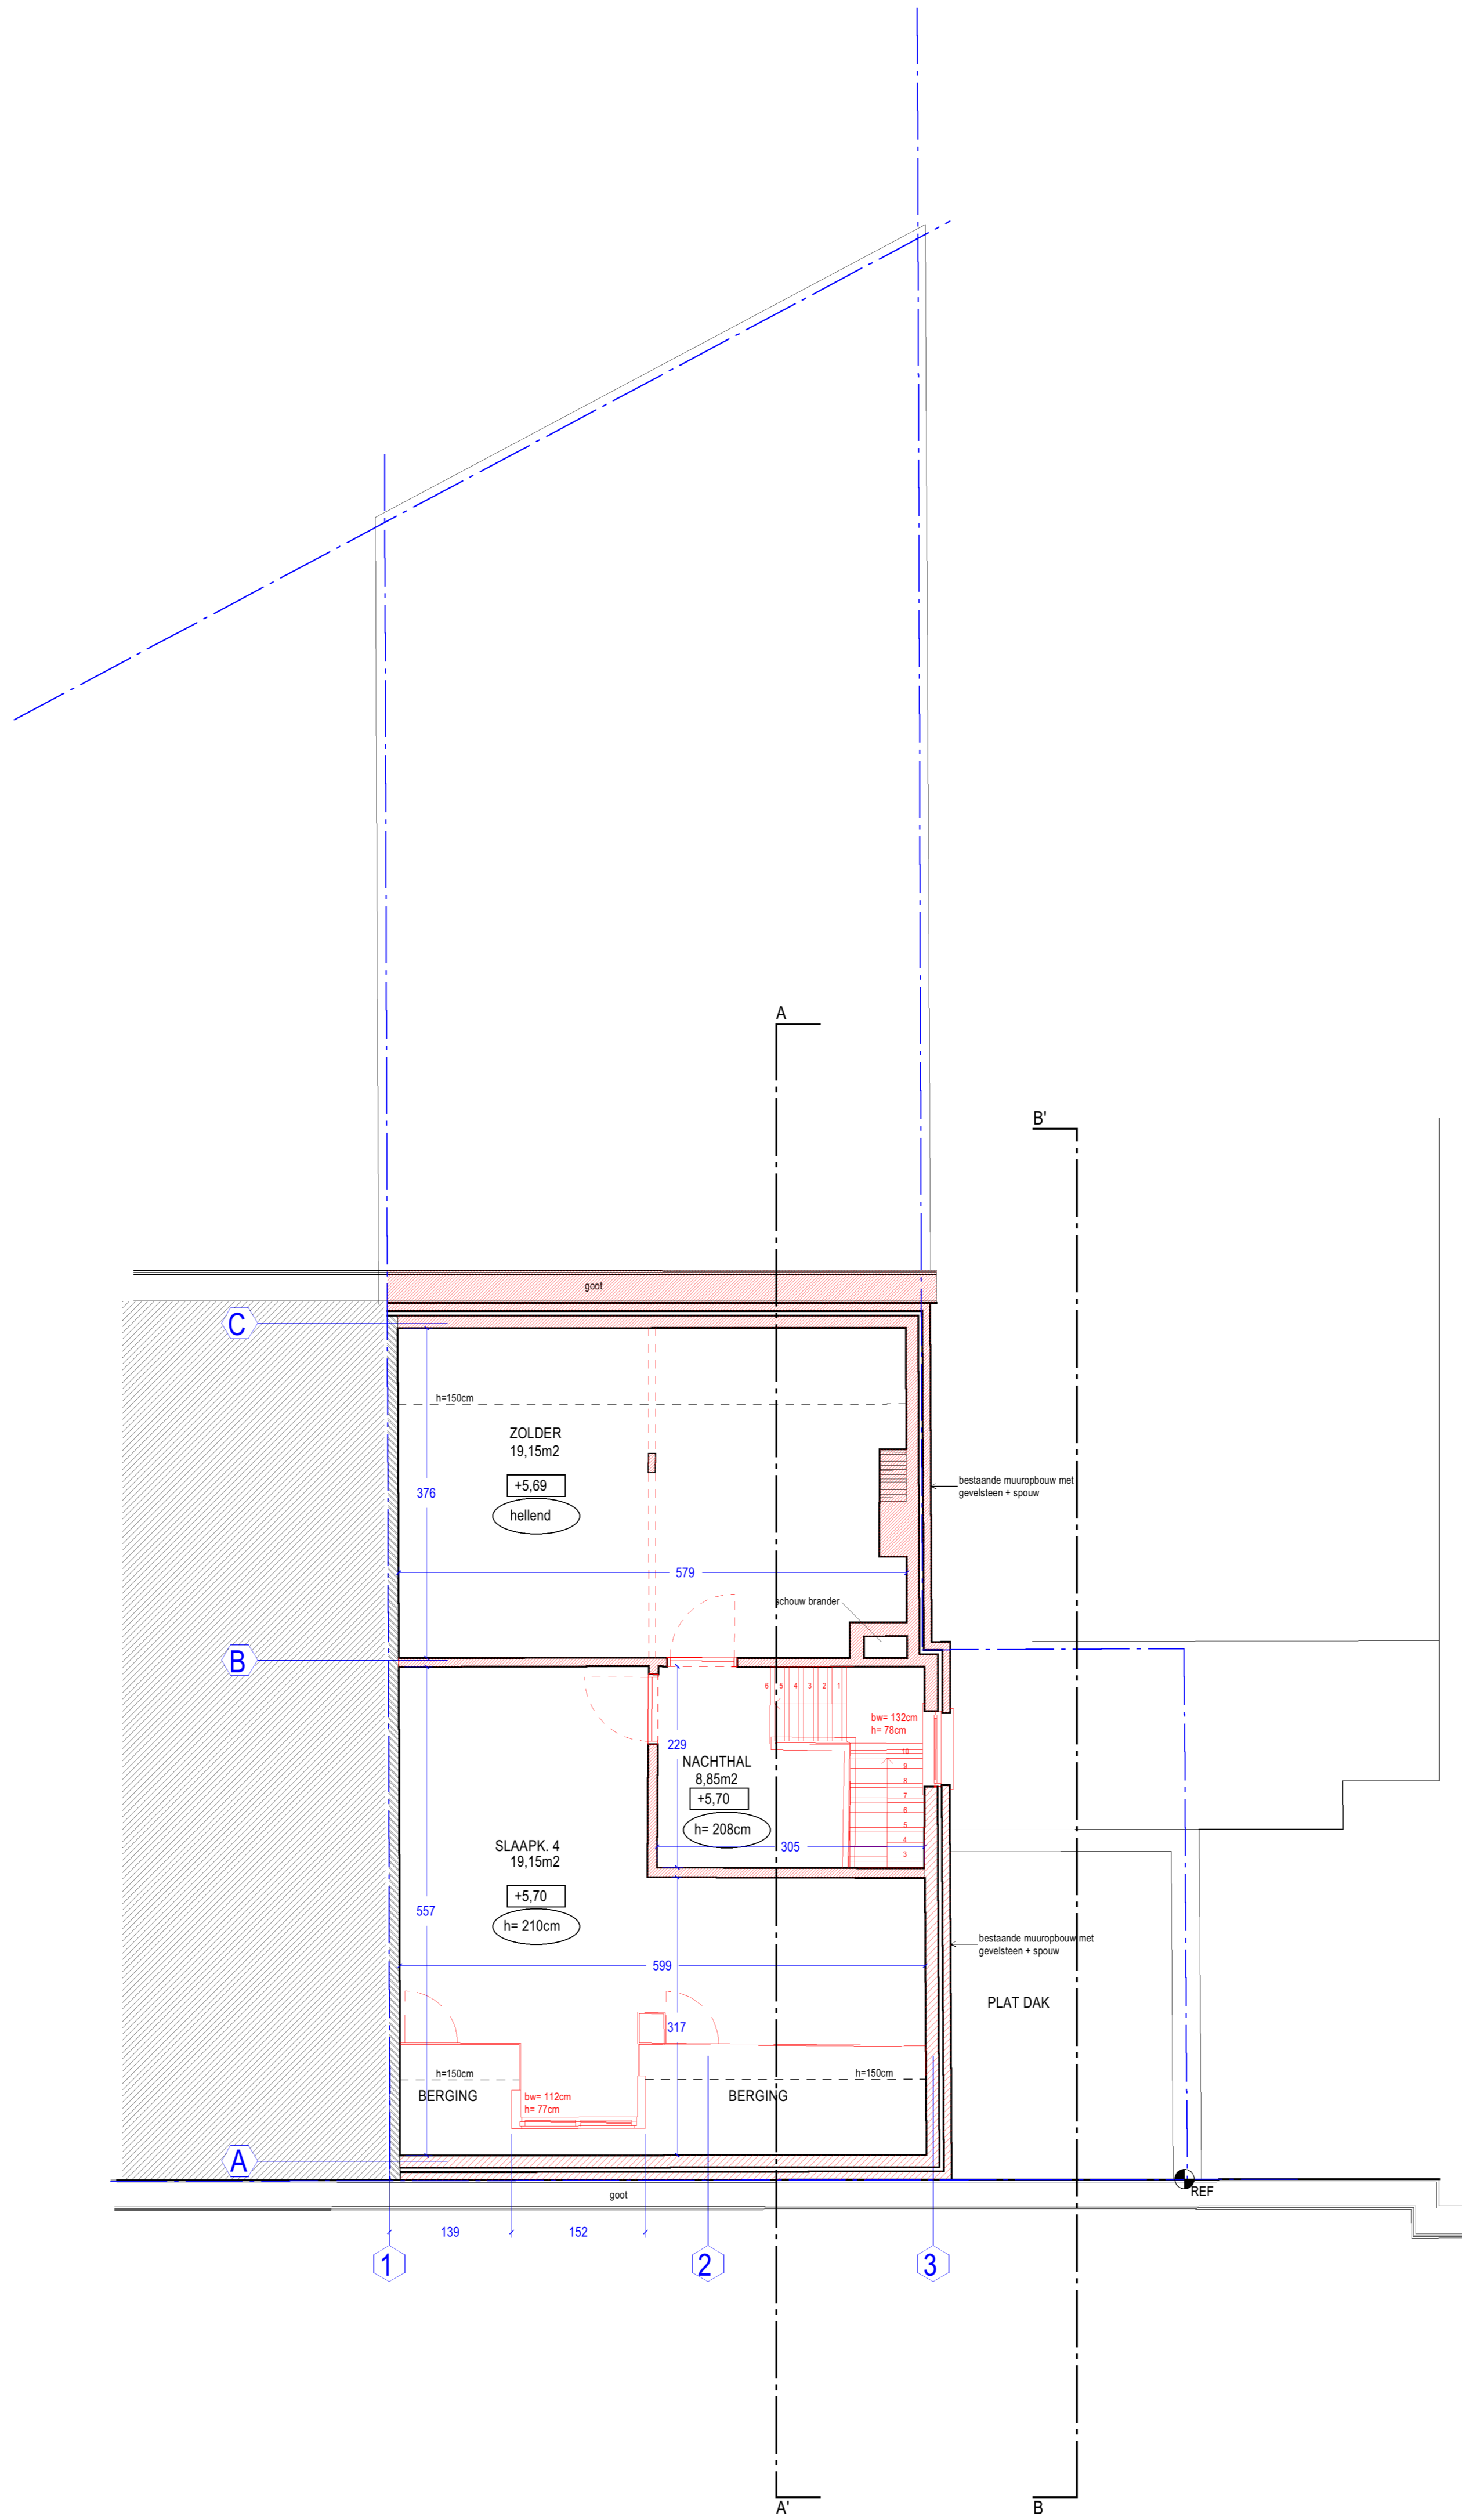 A
B'
goot
C
h=150cm
ZOLDER
19,15m2
+5,69
hellend
376
bestaande muuropbouw met
gevelsteen + spouw
579
schouw brander
B
6 5 4 3 2 1
bw= 132cm
h= 78cm
229
NACHTHAL
8,85m2
+5,70
h= 208cm
10
9
8
7
6
5
4
3
305
SLAAPK. 4
19,15m2
+5,70
h= 210cm
557
bestaande muuropbouw met
gevelsteen + spouw
599
PLAT DAK
317
h=150cm
h=150cm
BERGING
BERGING
bw= 112cm
h= 77cm
A
REF
goot
139
152
1
2
3
A'
B